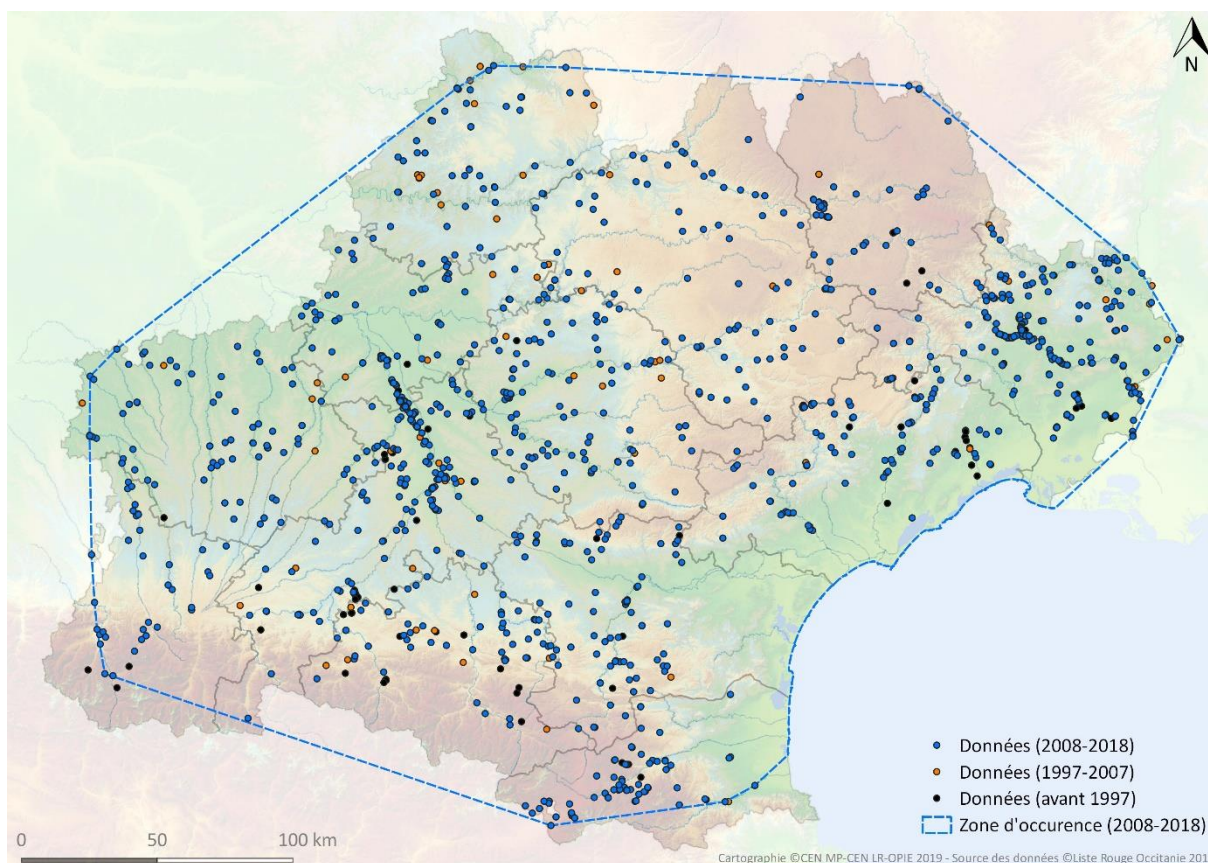 N
Données (2008-2018)
Données (1997-2007)
Données (avant 1997)
Zone d'occurence (2008-2018)
0 50 100 km
Cartographie ©CEN MP-CEN LR-OPIE 2019 - Source des données ©Liste Rouge Occitanie 201